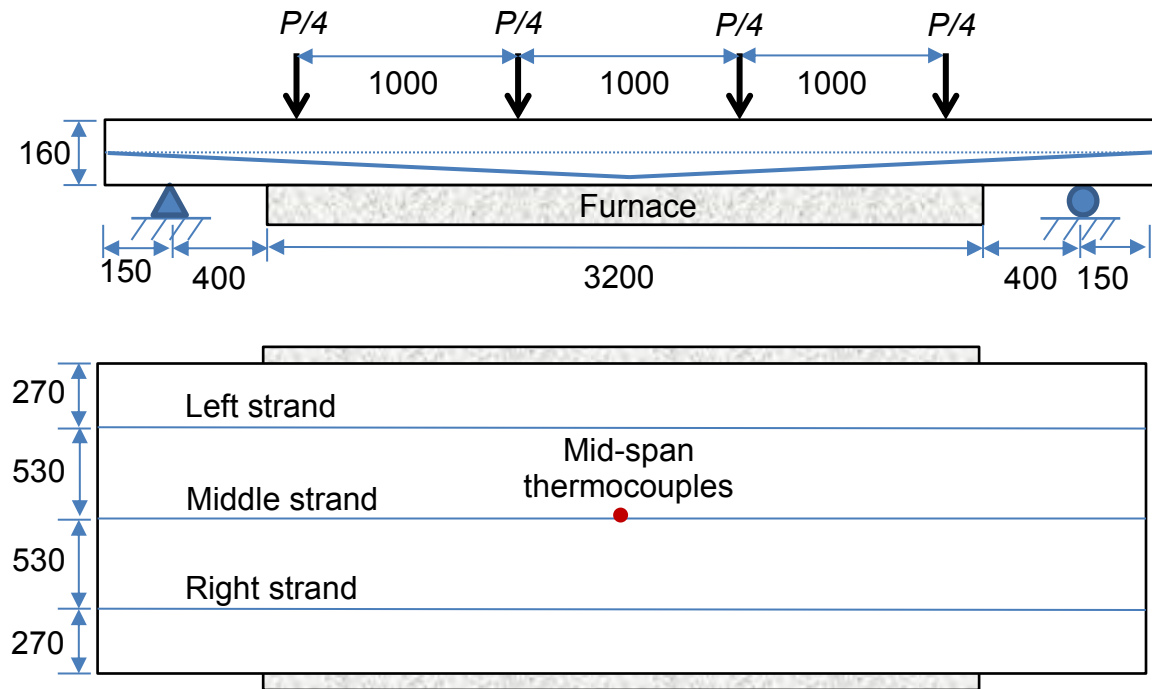 P/4 P/4 P/4 P/4
1000 1000 1000
160
Furnace
150 400 3200 400 150
270
Left strand
530
Mid-span
thermocouples
Middle strand
530
Right strand
270